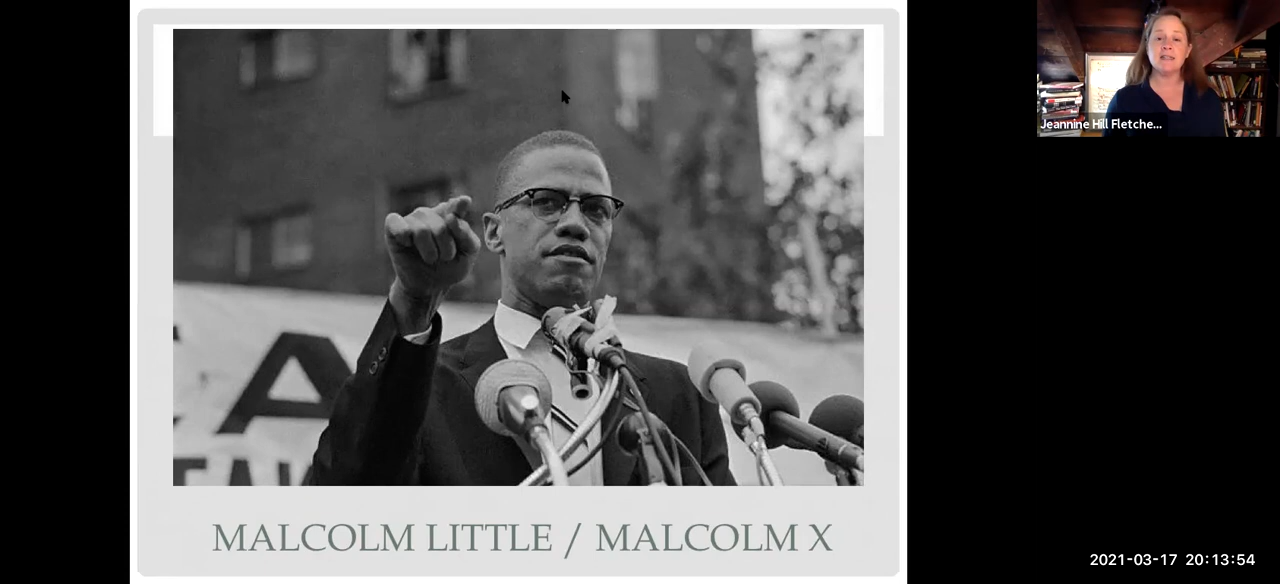 Jeannine Hill Fletche...
MALCOLM LITTLE / MALCOLM X
2021-03-17 20:13:54